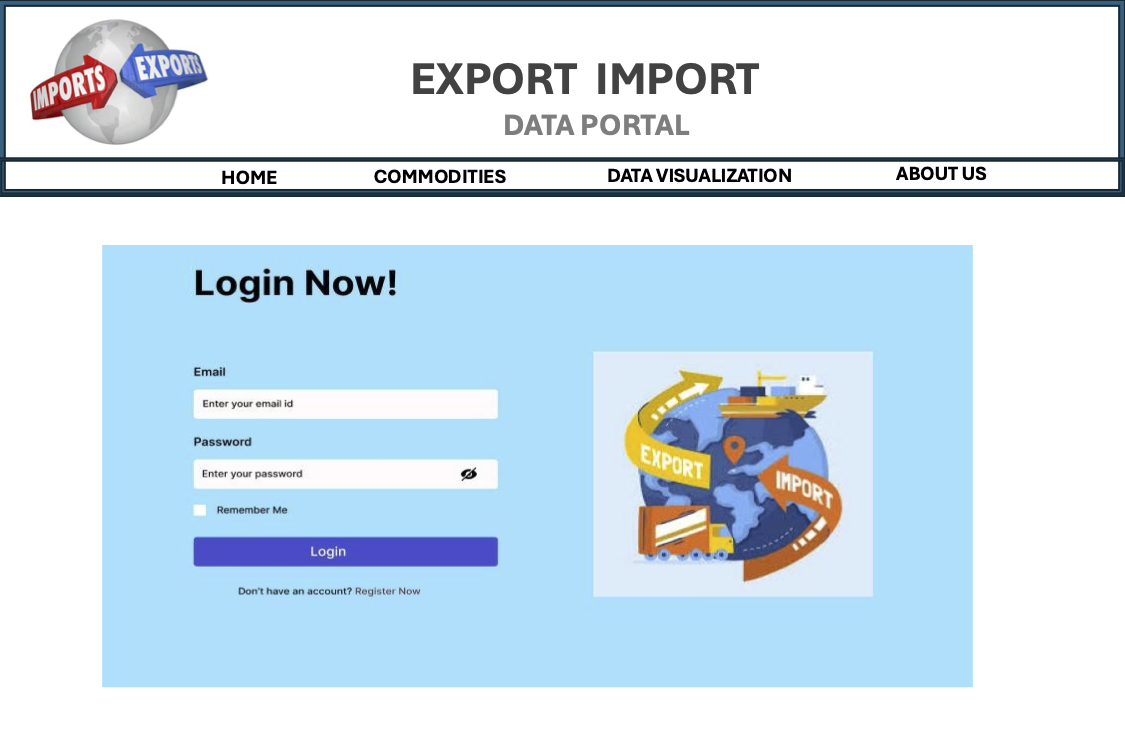 IMPORTS
EXPORTS
EXPORT IMPORT
DATA PORTAL
HOME
COMMODITIES
DATA VISUALIZATION
ABOUT US
Login Now!
Email
Enter your email id
Password
Enter your password
Remember Me
Login
Don't have an account? Register Now
EXPORT
IMPORT